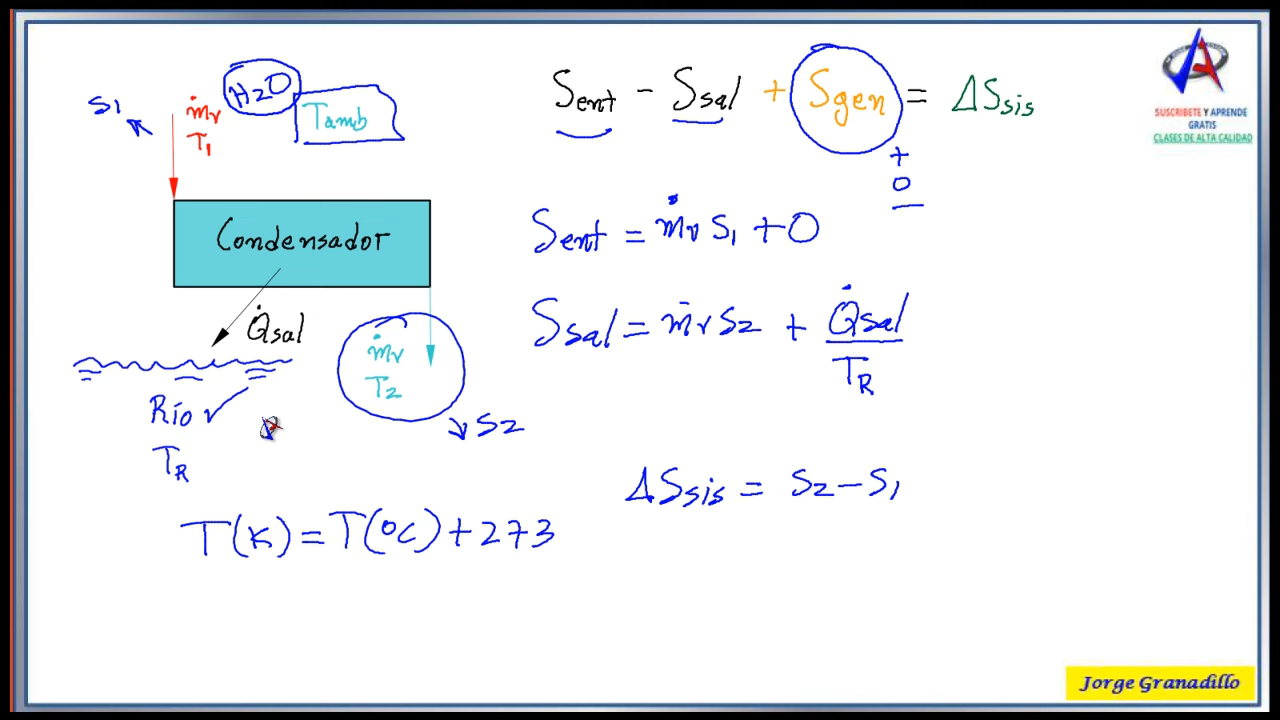 S1
ṁv
T1
H2O
Tamb
Sent - Ssal + Sgen = ΔSsis
+
0
SUSCRIBETE Y APRENDE
GRATIS
CLASES DE ALTA CALIDAD
Condensador
Sent = ṁv S1 + 0
Q̇sal
Ssal = ṁv S2 + Q̇sal / TR
ṁv
T2
Río
TR
S2
ΔSsis = S2 - S1
T(K) = T(ºC) + 273
Jorge Granadillo